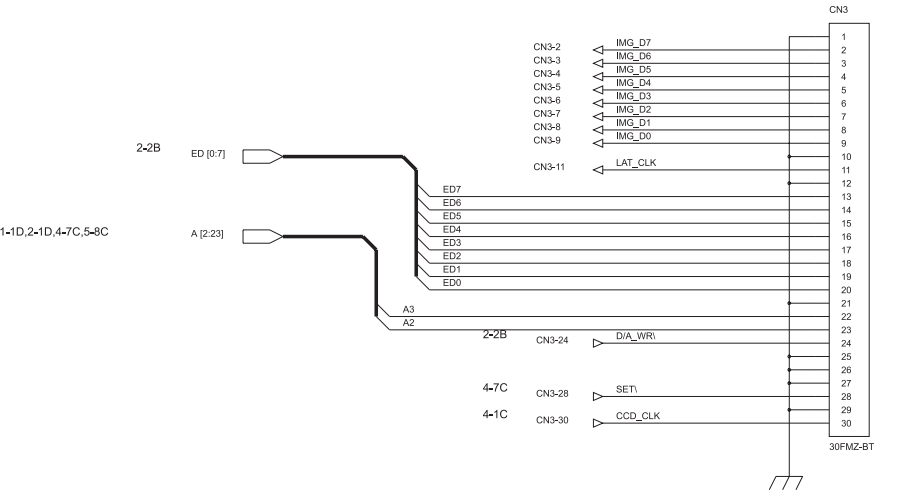 CN3
1
CN3-2 IMG_D7 2
CN3-3 IMG_D6 3
CN3-4 IMG_D5 4
CN3-5 IMG_D4 5
CN3-6 IMG_D3 6
CN3-7 IMG_D2 7
CN3-8 IMG_D1 8
CN3-9 IMG_D0 9
2-2B ED [0:7] 10
CN3-11 LAT_CLK 11
12
ED7 13
ED6 14
ED5 15
1-1D,2-1D,4-7C,5-8C A [2:23] ED4 16
ED3 17
ED2 18
ED1 19
ED0 20
21
A3 22
A2 23
2-2B CN3-24 D/A_WR\ 24
25
26
27
4-7C CN3-28 SET\ 28
29
4-1C CN3-30 CCD_CLK 30
30FMZ-BT